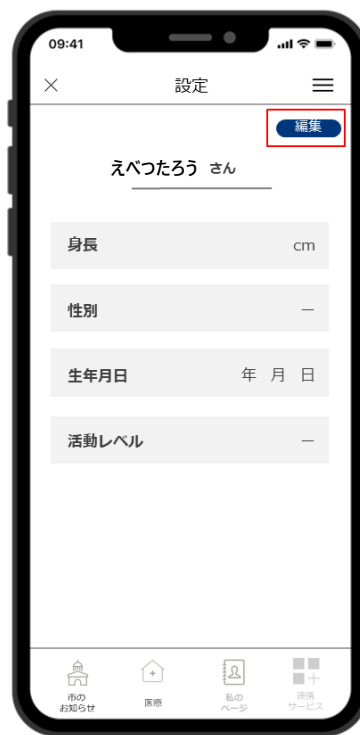 09:41
設定
編集
えべつたろう さん
身長 cm
性別 －
生年月日 年 月 日
活動レベル －
市の
お知らせ
医療
私の
ページ
連携
サービス